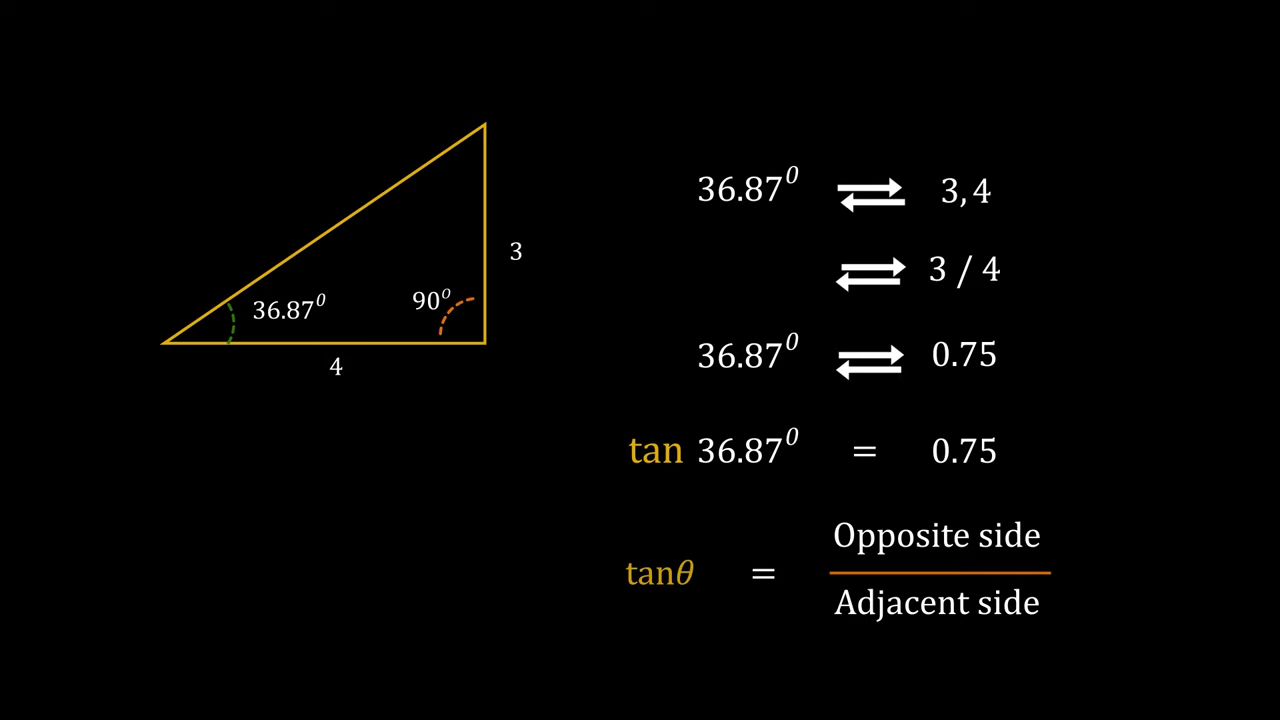 36.87⁰ ⇄ 3,4
⇄ 3 / 4
3
36.87⁰
90⁰
4
36.87⁰ ⇄ 0.75
tan 36.87⁰ = 0.75
tanθ = Opposite side
Adjacent side